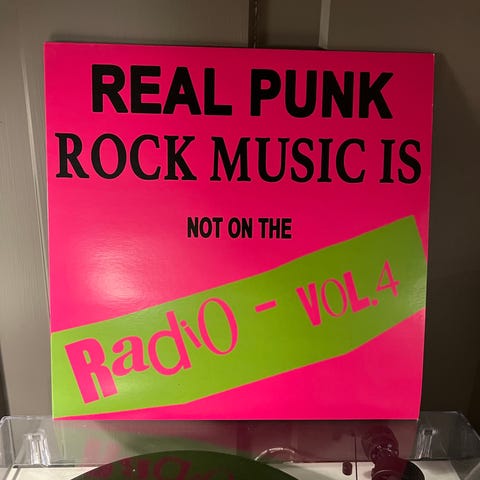 REAL PUNK
ROCK MUSIC IS
NOT ON THE
RadiO - VOL.4